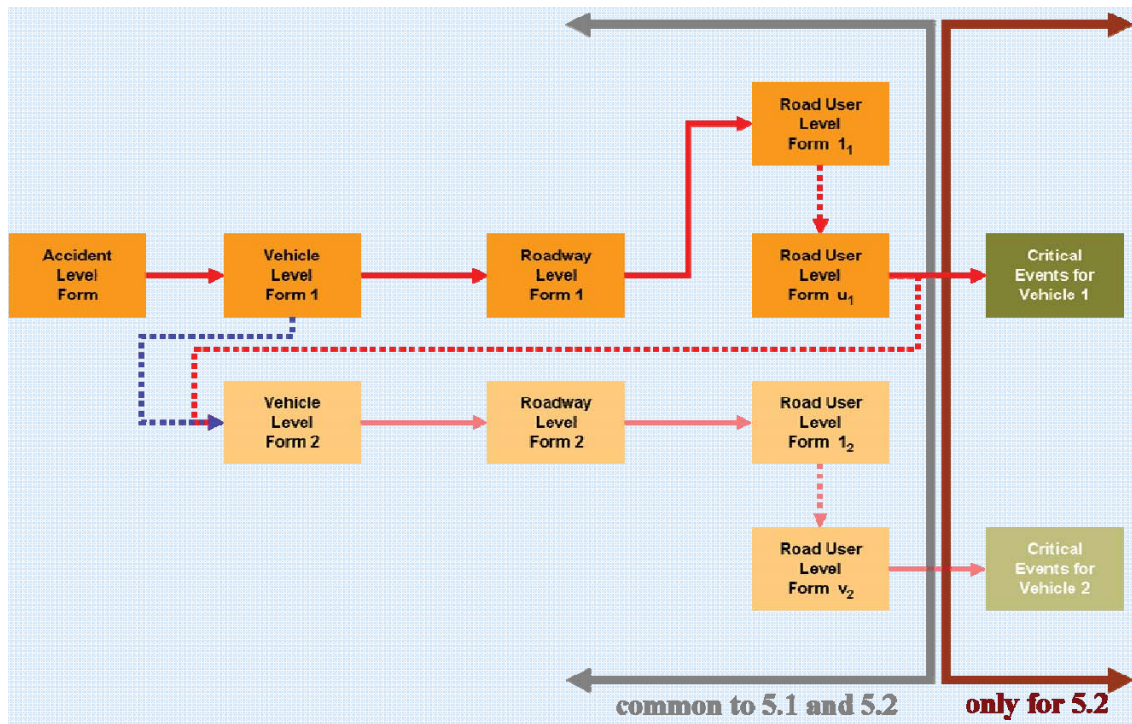 Road User
Level
Form 1₁
Accident
Level
Form
Vehicle
Level
Form 1
Roadway
Level
Form 1
Road User
Level
Form u₁
Critical
Events for
Vehicle 1
Vehicle
Level
Form 2
Roadway
Level
Form 2
Road User
Level
Form 1₂
Road User
Level
Form v₂
Critical
Events for
Vehicle 2
common to 5.1 and 5.2
only for 5.2